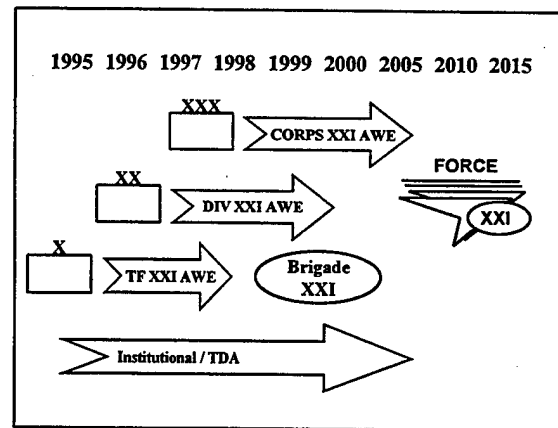 1995 1996 1997 1998 1999 2000 2005 2010 2015
XXX
CORPS XXI AWE
FORCE
XXI
XX
DIV XXI AWE
X
TF XXI AWE
Brigade
XXI
Institutional / TDA